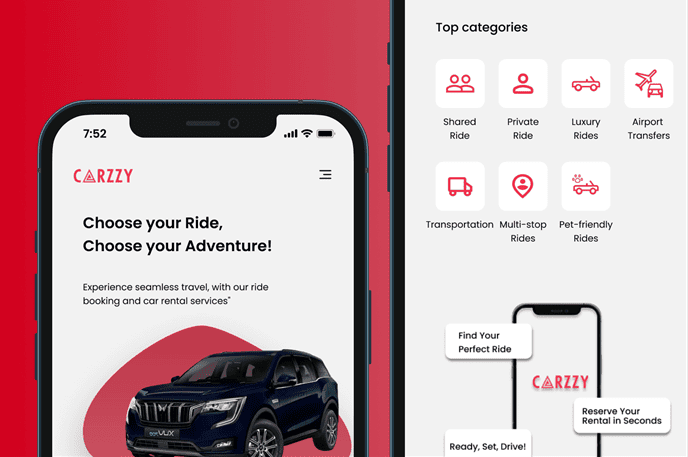 7:52
CARZZY
Choose your Ride,
Choose your Adventure!
Experience seamless travel, with our ride
booking and car rental services"
Top categories
Shared
Ride
Private
Ride
Luxury
Rides
Airport
Transfers
Transportation
Multi-stop
Rides
Pet-friendly
Rides
Find Your
Perfect Ride
CARZZY
Reserve Your
Rental in Seconds
Ready, Set, Drive!